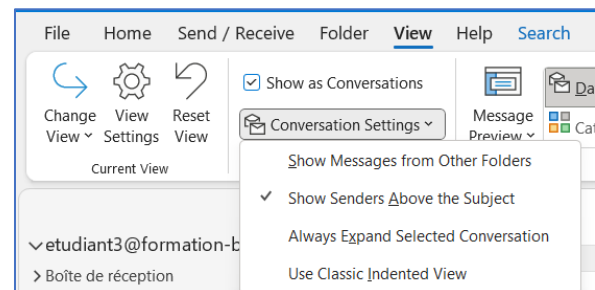 File Home Send / Receive Folder View Help Search
Show as Conversations
Change View
View Settings
Reset View
Conversation Settings
Message Preview
Current View
Show Messages from Other Folders
Show Senders Above the Subject
Always Expand Selected Conversation
Use Classic Indented View
etudiant3@formation-b
Boîte de réception